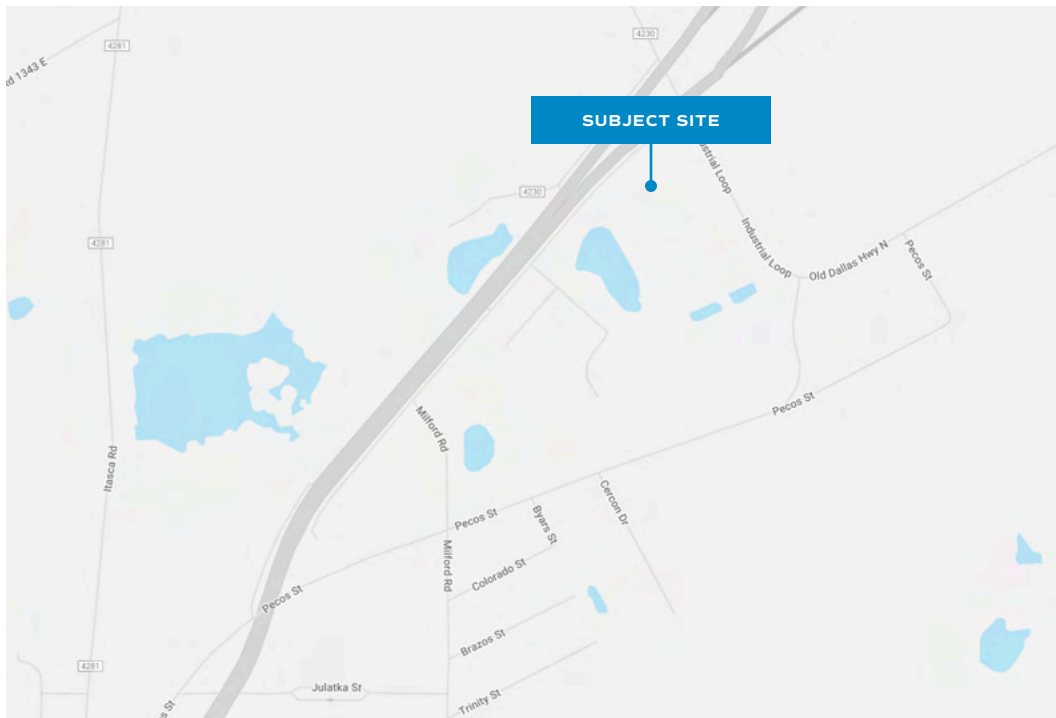 4281
4230
Rd 1343 E
SUBJECT SITE
Industrial Loop
4230
4281
Industrial Loop
Old Dallas Hwy N
Pecos St
Pecos St
Milford Rd
Itasca Rd
Cercon Dr
Pecos St
Byars St
Milford Rd
Colorado St
Pecos St
Brazos St
4281
Julatka St
Trinity St